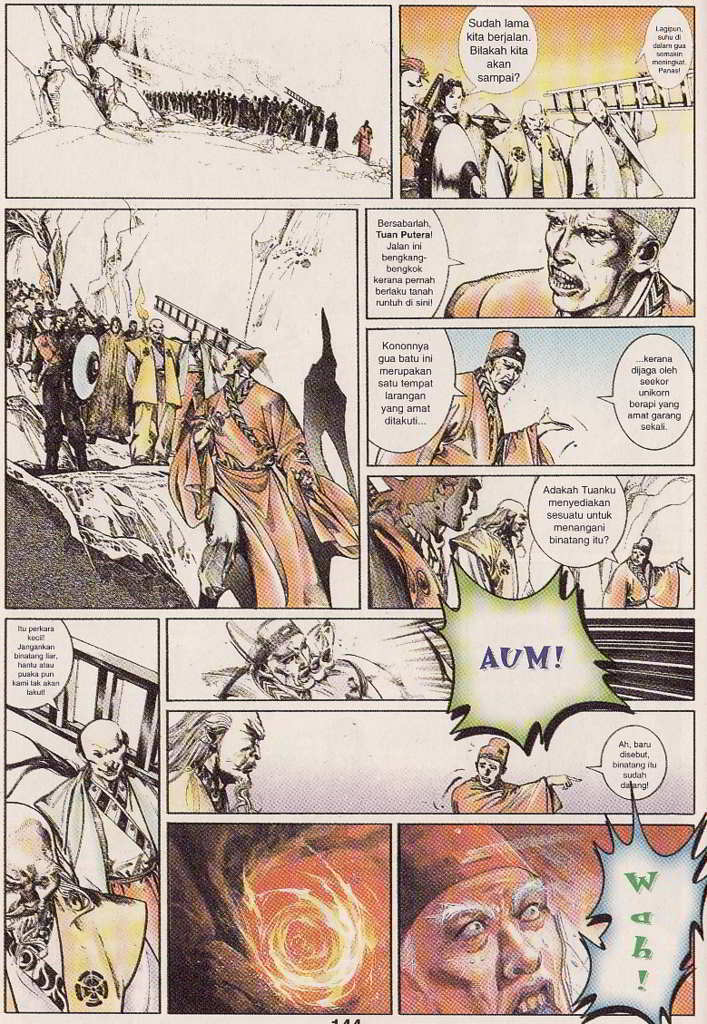 Sudah lama
kita berjalan.
Bilakah kita
akan
sampai?
Lagipun,
suhu di
dalam gua
semakin
meningkat.
Panas!
Bersabarlah,
Tuan Putera!
Jalan ini
bengkang-
bengkok
kerana pernah
berlaku tanah
runtuh di sini!
Kononnya
gua batu ini
merupakan
satu tempat
larangan
yang amat
ditakuti...
...kerana
dijaga oleh
seekor
unikorn
berapi yang
amat garang
sekali.
Adakah Tuanku
menyediakan
sesuatu untuk
menangani
binatang itu?
Itu perkara
kecil!
Jangankan
binatang liar,
hantu atau
puaka pun
kami tak akan
takut!
AUM!
Ah, baru
disebut,
binatang itu
sudah
datang!
Wah!
144